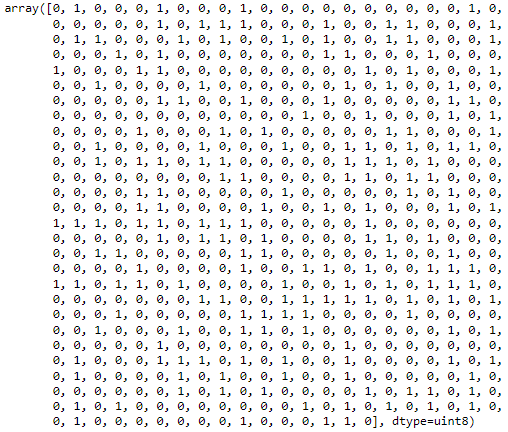 array([0, 1, 0, 0, 0, 1, 0, 0, 0, 1, 0, 0, 0, 0, 0, 0, 0, 0, 0, 0, 1, 0,
0, 0, 0, 0, 0, 1, 0, 1, 1, 1, 0, 0, 0, 1, 0, 0, 1, 1, 0, 0, 0, 1,
0, 1, 1, 0, 0, 0, 1, 0, 1, 0, 0, 1, 0, 1, 0, 0, 1, 1, 0, 0, 0, 1,
0, 0, 0, 1, 0, 1, 0, 0, 0, 0, 0, 0, 0, 1, 1, 0, 0, 0, 1, 0, 0, 0,
1, 0, 0, 0, 1, 1, 0, 0, 0, 0, 0, 0, 0, 0, 0, 1, 0, 1, 0, 0, 0, 1,
0, 0, 1, 0, 0, 0, 0, 1, 0, 0, 0, 0, 0, 0, 1, 0, 1, 0, 0, 1, 0, 0,
0, 0, 0, 0, 0, 1, 1, 0, 0, 1, 0, 0, 0, 1, 0, 0, 0, 0, 0, 1, 1, 0,
0, 0, 0, 0, 0, 0, 0, 0, 0, 0, 0, 0, 1, 0, 0, 1, 0, 0, 0, 1, 0, 1,
0, 0, 0, 0, 1, 0, 0, 0, 1, 0, 1, 0, 0, 0, 0, 0, 1, 1, 0, 0, 0, 1,
0, 0, 1, 0, 0, 0, 0, 1, 0, 0, 0, 1, 0, 0, 1, 1, 0, 1, 0, 1, 1, 0,
0, 0, 1, 0, 1, 1, 0, 1, 1, 0, 0, 0, 0, 0, 0, 1, 1, 0, 1, 0, 0, 0,
0, 0, 0, 0, 0, 0, 0, 0, 1, 1, 0, 0, 0, 0, 1, 1, 0, 1, 1, 0, 0, 0,
0, 0, 0, 0, 1, 1, 0, 0, 0, 0, 0, 1, 0, 0, 0, 0, 0, 1, 0, 1, 0, 0,
0, 0, 0, 0, 1, 1, 0, 0, 0, 0, 1, 0, 0, 1, 0, 1, 0, 0, 0, 1, 0, 1,
1, 1, 1, 0, 1, 1, 0, 1, 1, 1, 0, 0, 0, 0, 0, 0, 0, 0, 0, 0, 0, 0,
0, 0, 0, 0, 0, 1, 0, 1, 1, 0, 1, 0, 0, 0, 0, 1, 1, 0, 1, 0, 0, 0,
0, 0, 1, 1, 0, 0, 0, 0, 0, 1, 1, 0, 0, 0, 0, 0, 1, 0, 0, 1, 0, 0,
0, 0, 0, 0, 1, 0, 0, 0, 0, 1, 0, 0, 1, 1, 0, 1, 0, 0, 1, 1, 1, 0,
1, 1, 0, 1, 1, 0, 1, 0, 0, 0, 0, 1, 0, 0, 1, 0, 1, 0, 1, 1, 1, 0,
0, 0, 0, 0, 0, 0, 0, 1, 1, 0, 0, 1, 1, 1, 1, 1, 0, 1, 0, 1, 0, 1,
0, 0, 0, 1, 0, 0, 0, 0, 0, 1, 1, 1, 1, 0, 0, 0, 1, 0, 0, 0, 0, 0,
0, 0, 1, 0, 0, 0, 1, 0, 0, 1, 1, 0, 1, 0, 0, 0, 0, 0, 0, 1, 0, 1,
0, 0, 0, 0, 0, 1, 0, 0, 0, 0, 0, 0, 0, 0, 1, 0, 0, 0, 0, 0, 0, 0,
0, 1, 0, 0, 0, 1, 1, 1, 0, 1, 0, 1, 0, 0, 1, 0, 0, 0, 0, 1, 0, 1,
0, 1, 0, 0, 0, 0, 1, 0, 1, 0, 0, 1, 0, 0, 0, 0, 0, 0, 0, 0, 1, 0,
0, 1, 0, 0, 0, 0, 0, 0, 1, 0, 0, 0, 0, 0, 1, 0, 1, 1, 0, 1, 0, 0,
0, 1, 0, 1, 0, 0, 0, 0, 0, 0, 0, 0, 1, 0, 1, 0, 1, 0, 1, 0, 1, 0,
0, 1, 0, 0, 0, 0, 0, 0, 0, 1, 0, 0, 0, 1, 1, 0], dtype=uint8)